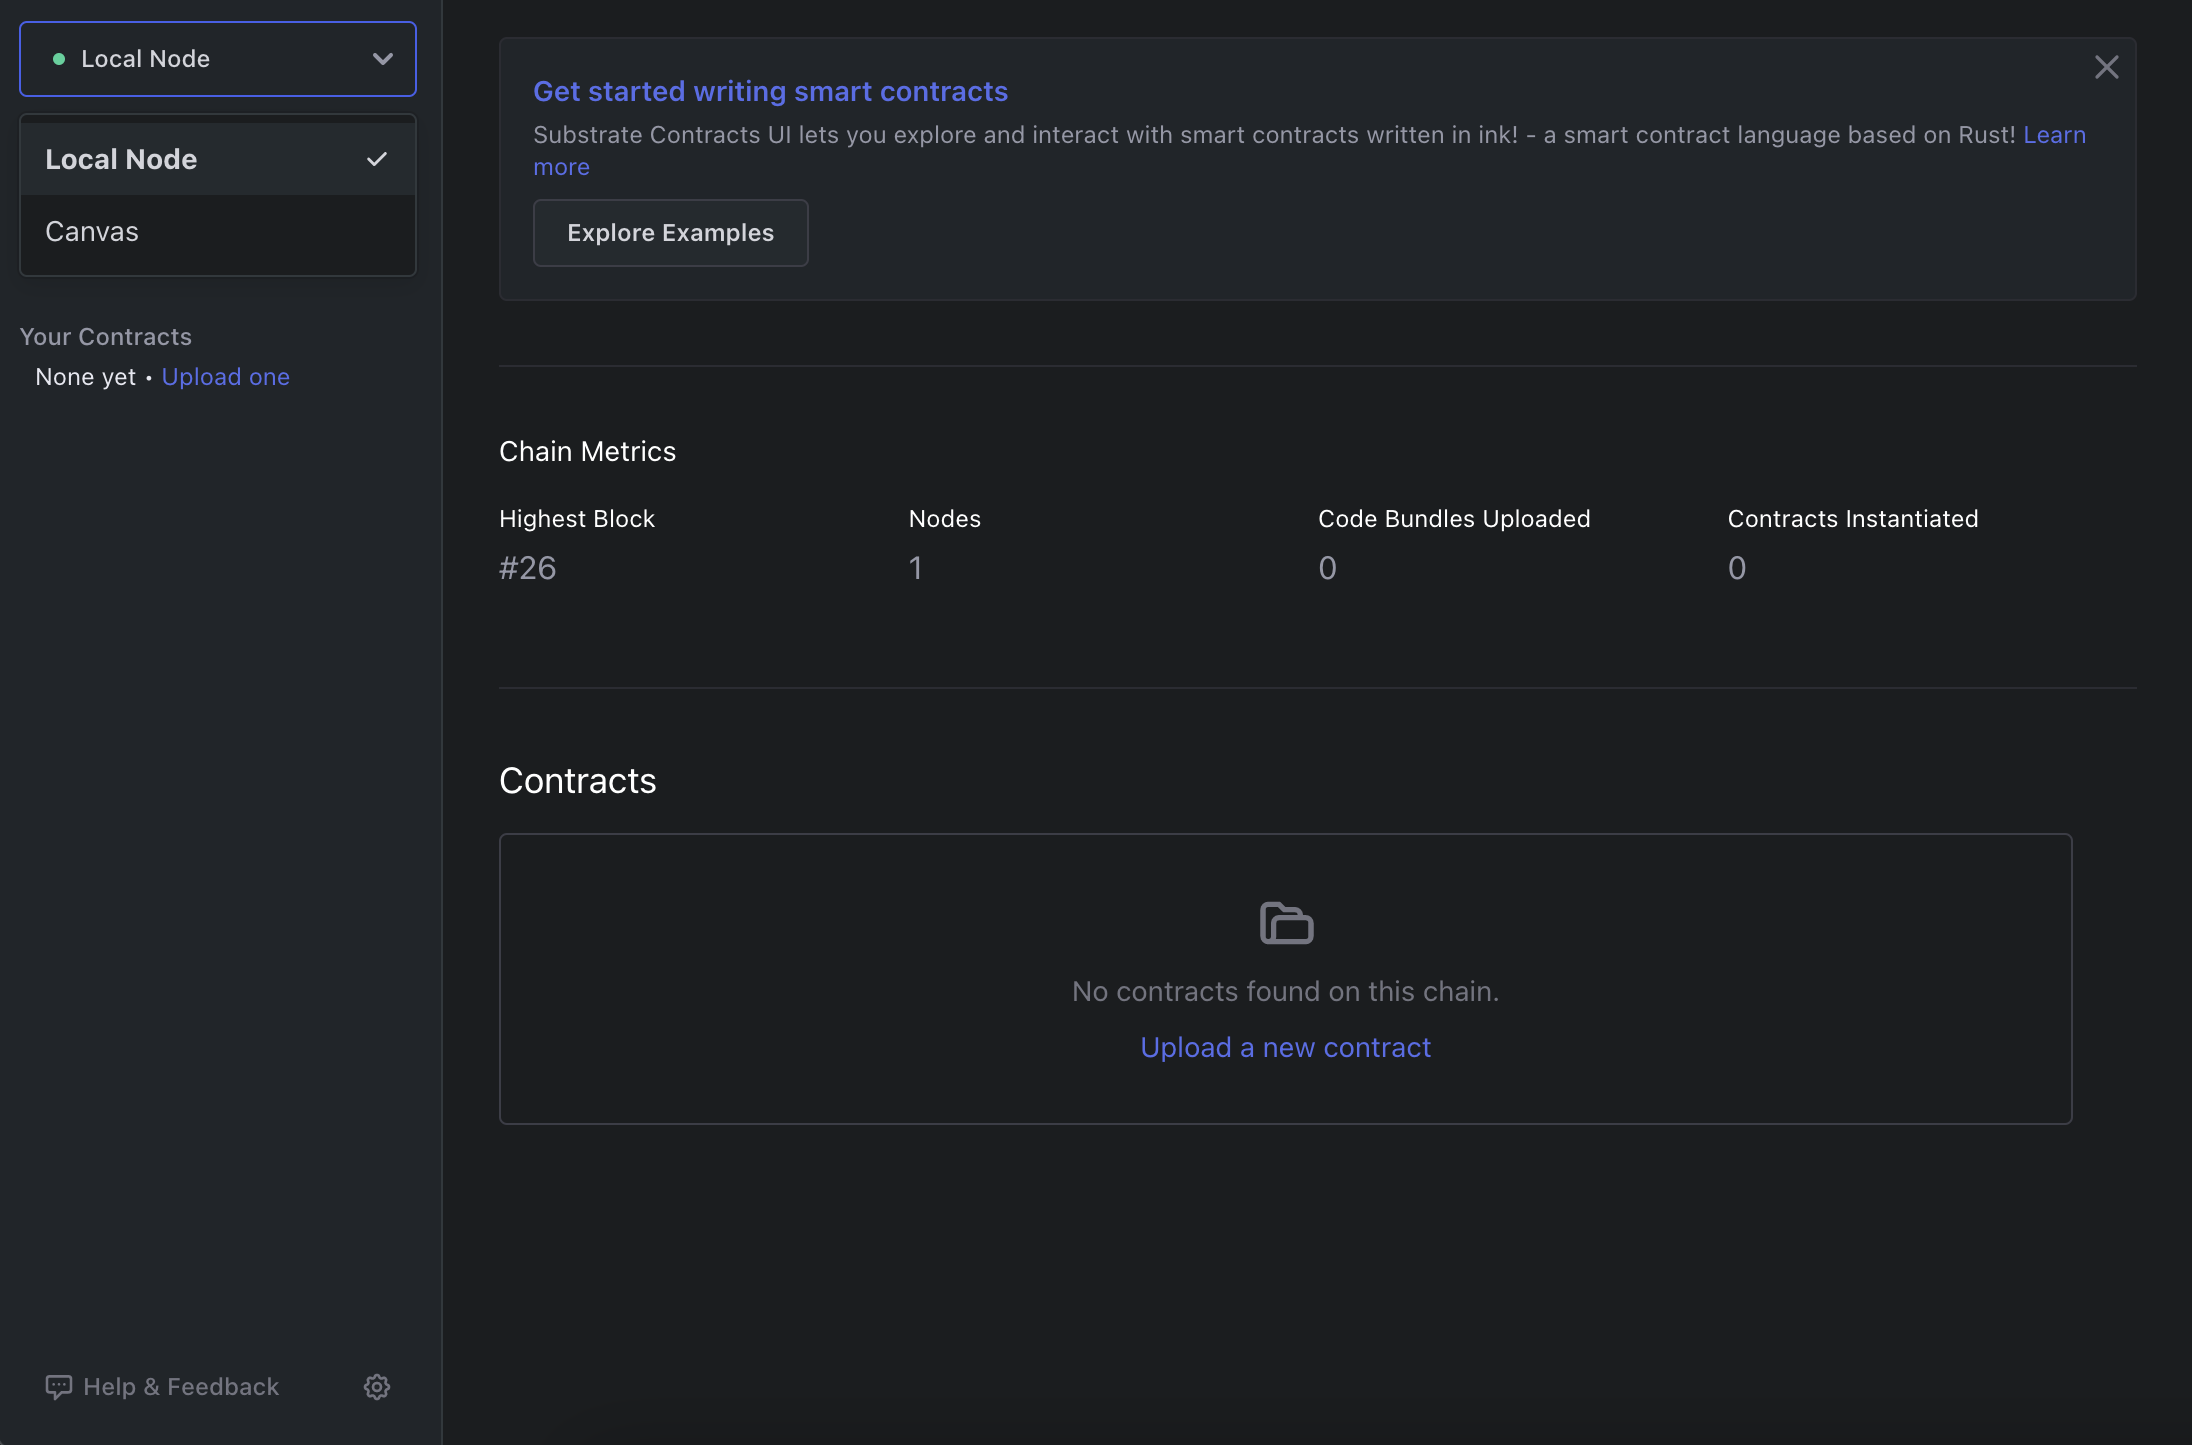 Local Node
Local Node
Canvas
Your Contracts
None yet • Upload one
Help & Feedback
Get started writing smart contracts
Substrate Contracts UI lets you explore and interact with smart contracts written in ink! - a smart contract language based on Rust! Learn
more
Explore Examples
Chain Metrics
Highest Block
#26
Nodes
1
Code Bundles Uploaded
0
Contracts Instantiated
0
Contracts
No contracts found on this chain.
Upload a new contract